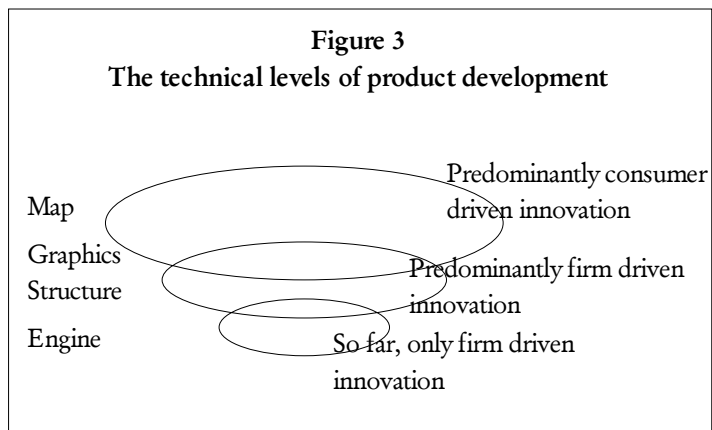 Figure 3
The technical levels of product development
Predominantly consumer
driven innovation
Map
Graphics
Structure
Predominantly firm driven
innovation
Engine
So far, only firm driven
innovation